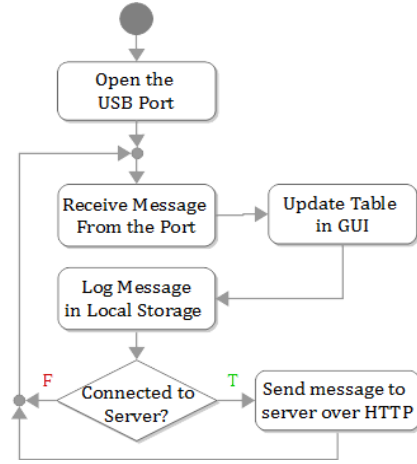 Open the
USB Port
Receive Message
From the Port
Update Table
in GUI
Log Message
in Local Storage
F
Connected to
Server?
T
Send message to
server over HTTP